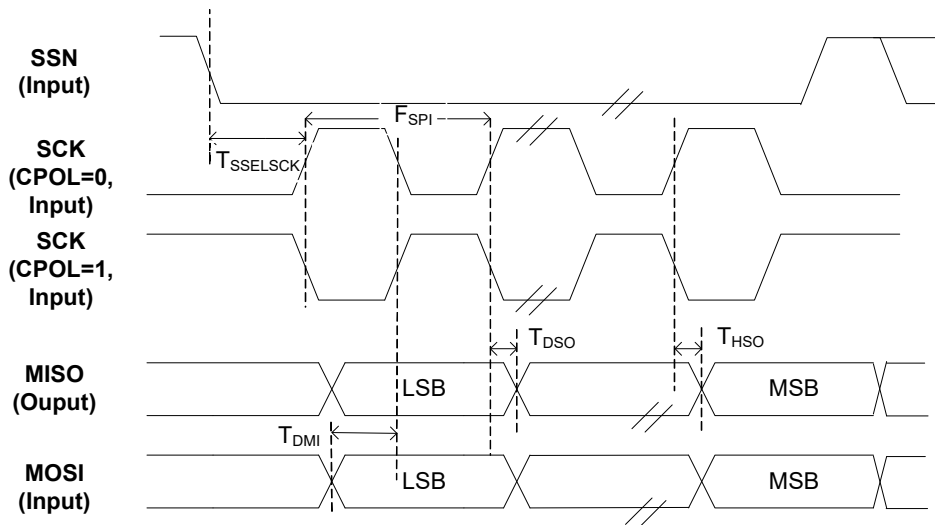 SSN
(Input)
F_SPI
T_SSELSCK
SCK
(CPOL=0,
Input)
SCK
(CPOL=1,
Input)
T_DSO
T_HSO
MISO
(Ouput)
LSB
MSB
T_DMI
MOSI
(Input)
LSB
MSB